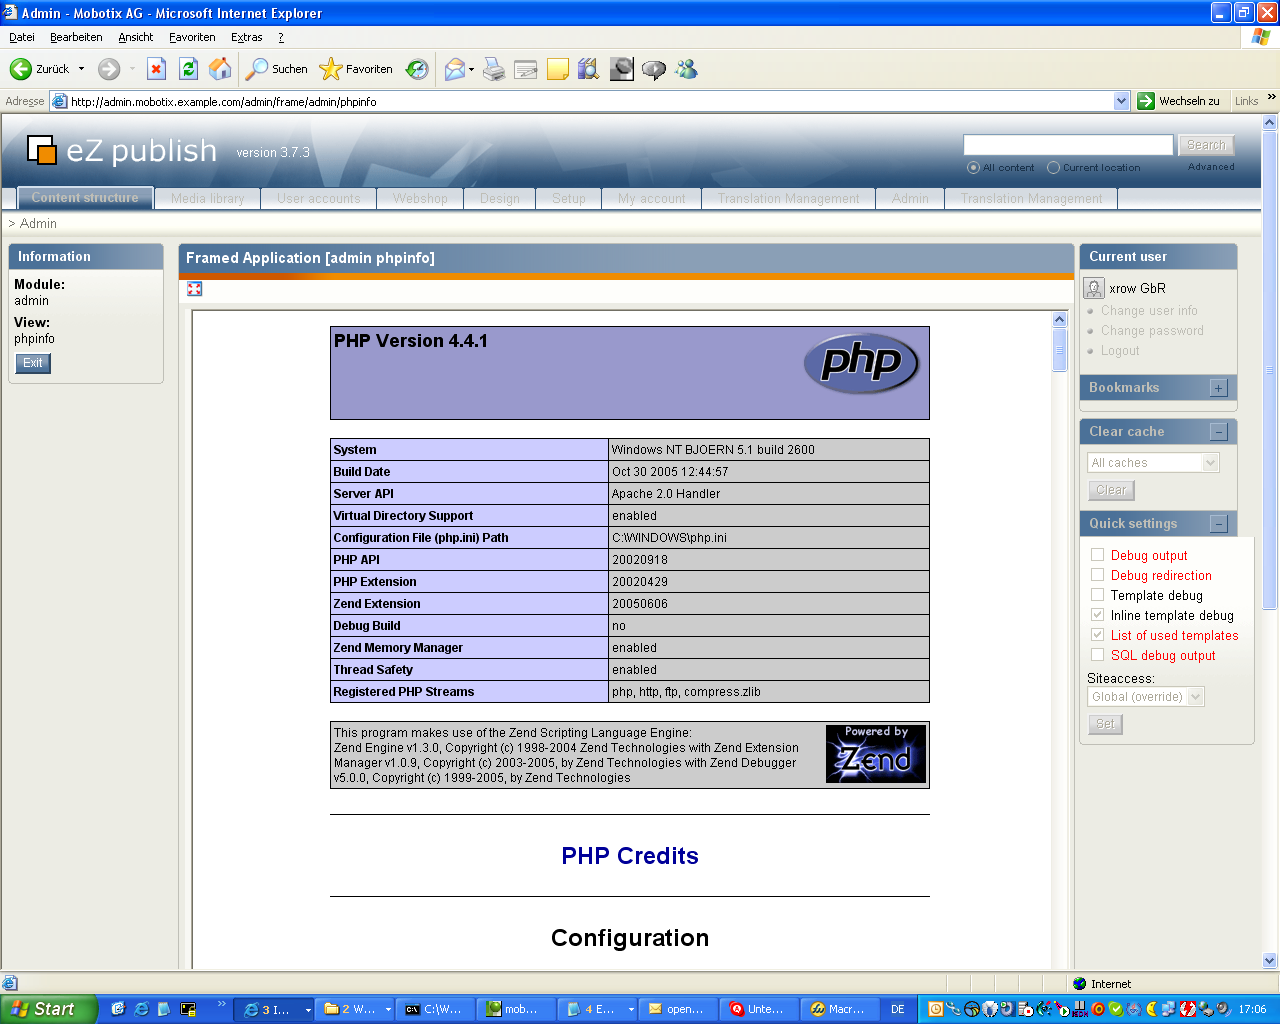 Admin - Mobotix AG - Microsoft Internet Explorer
Datei Bearbeiten Ansicht Favoriten Extras ?
Zurück Suchen Favoriten
Adresse http://admin.mobotix.example.com/admin/frame/admin/phpinfo Wechseln zu Links »
eZ publish version 3.7.3
Search
All content Current location Advanced
Content structure Media library User accounts Webshop Design Setup My account Translation Management Admin Translation Management
> Admin
Information
Module:
admin
View:
phpinfo
Exit
Framed Application [admin phpinfo]
PHP Version 4.4.1
php
System Windows NT BJOERN 5.1 build 2600
Build Date Oct 30 2005 12:44:57
Server API Apache 2.0 Handler
Virtual Directory Support enabled
Configuration File (php.ini) Path C:\WINDOWS\php.ini
PHP API 20020918
PHP Extension 20020429
Zend Extension 20050606
Debug Build no
Zend Memory Manager enabled
Thread Safety enabled
Registered PHP Streams php, http, ftp, compress.zlib
This program makes use of the Zend Scripting Language Engine:
Zend Engine v1.3.0, Copyright (c) 1998-2004 Zend Technologies with Zend Extension
Manager v1.0.9, Copyright (c) 2003-2005, by Zend Technologies with Zend Debugger
v5.0.0, Copyright (c) 1999-2005, by Zend Technologies
Powered by
Zend
PHP Credits
Configuration
Current user
xrow GbR
Change user info
Change password
Logout
Bookmarks +
Clear cache −
All caches
Clear
Quick settings −
Debug output
Debug redirection
Template debug
Inline template debug
List of used templates
SQL debug output
Siteaccess:
Global (override)
Set
Internet
Start » 3 I... 2 W... C:\W... mob... 4 E... open... Unte... Macr... DE 17:06